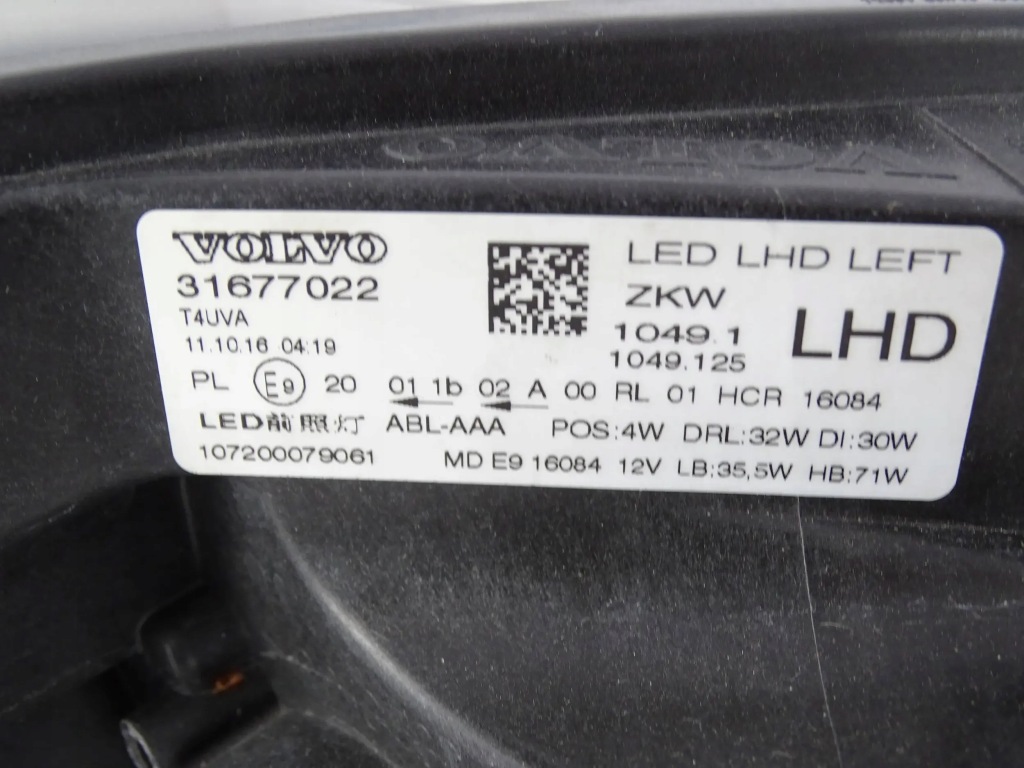 VOLVO
VOLVO
31677022
T4UVA
11.10.16 04:19
LED LHD LEFT
ZKW
1049.1
1049.125
LHD
PL E9 20 01 1b 02 A 00 RL 01 HCR 16084
LED前照灯 ABL-AAA POS:4W DRL:32W DI:30W
107200079061 MD E9 16084 12V LB:35,5W HB:71W